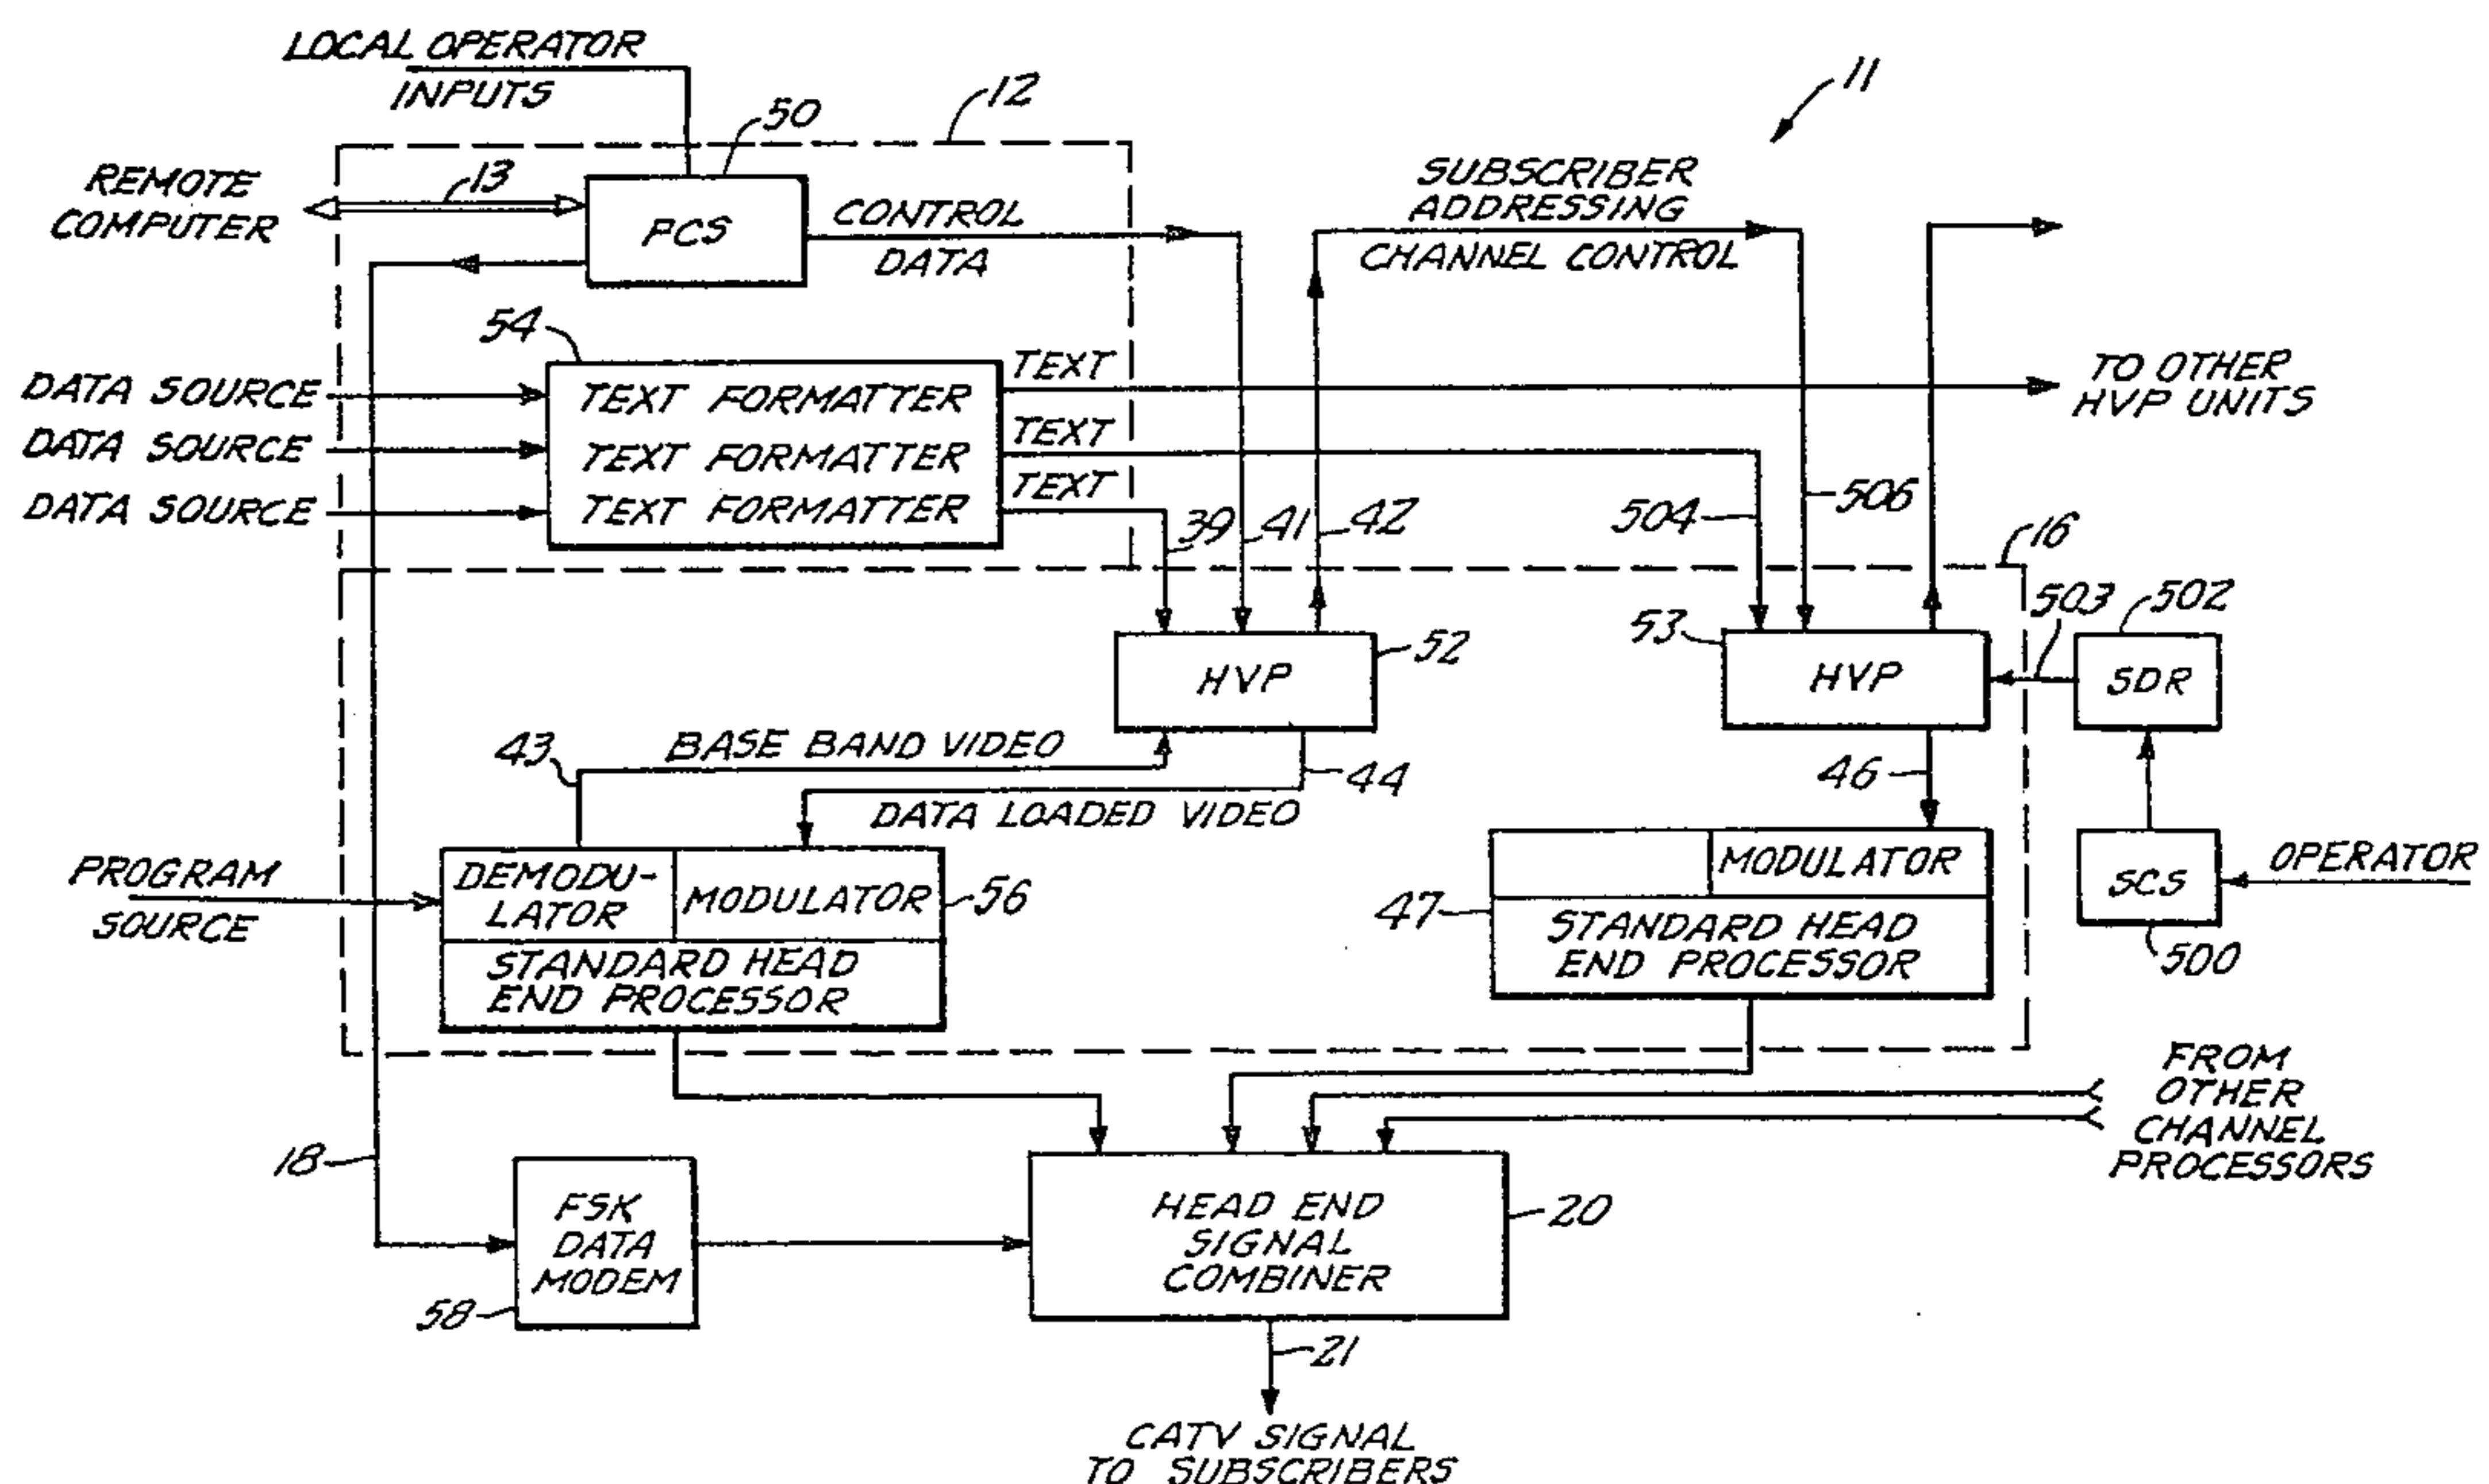 LOCAL OPERATOR
INPUTS
12
11
50
REMOTE
COMPUTER
13
PCS
CONTROL
DATA
SUBSCRIBER
ADDRESSING
CHANNEL CONTROL
54
DATA SOURCE
DATA SOURCE
DATA SOURCE
TEXT FORMATTER
TEXT FORMATTER
TEXT FORMATTER
TEXT
TEXT
TEXT
TO OTHER
HVP UNITS
39
41
42
504
506
16
503
502
52
HVP
53
HVP
SDR
43
BASE BAND VIDEO
44
DATA LOADED VIDEO
46
PROGRAM
SOURCE
DEMODU-
LATOR
MODULATOR
56
STANDARD HEAD
END PROCESSOR
47
MODULATOR
STANDARD HEAD
END PROCESSOR
SCS
OPERATOR
500
FROM
OTHER
CHANNEL
PROCESSORS
18
FSK
DATA
MODEM
58
HEAD END
SIGNAL
COMBINER
20
21
CATV SIGNAL
TO SUBSCRIBERS